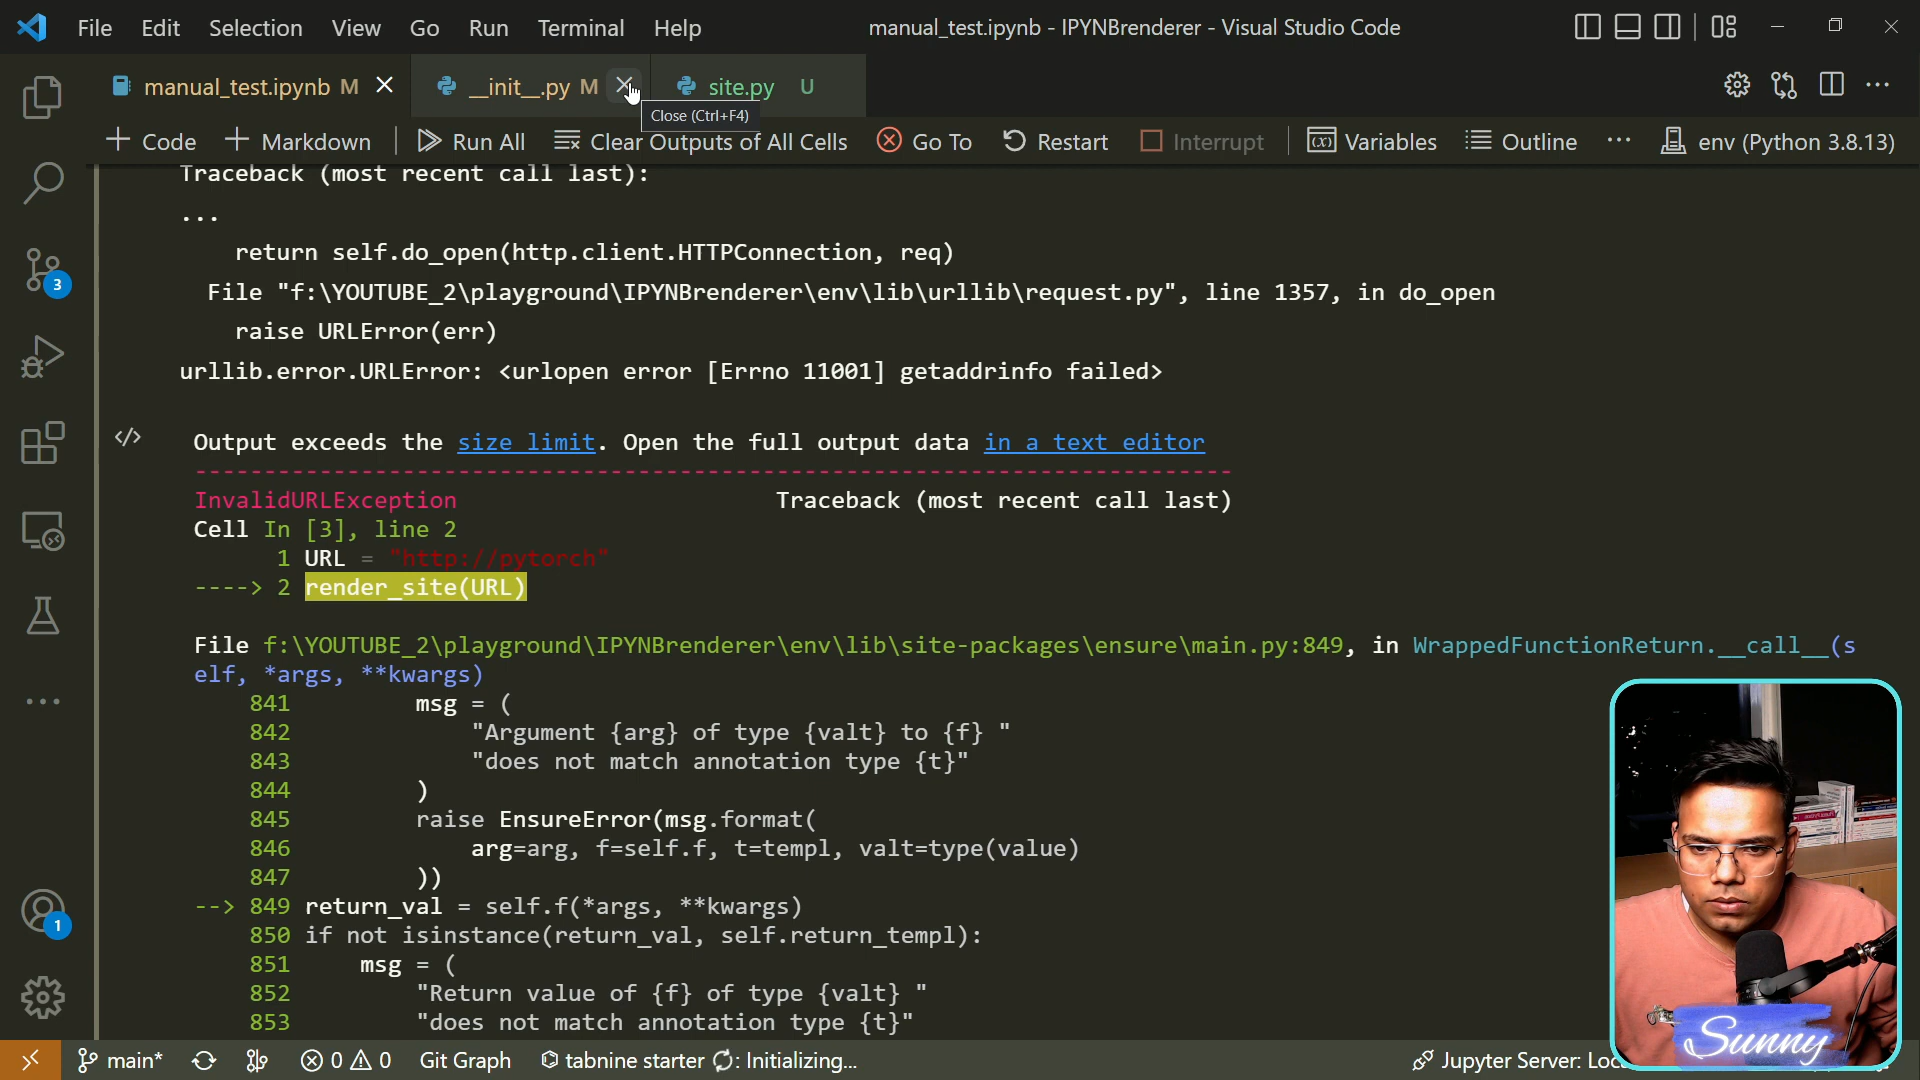 File Edit Selection View Go Run Terminal Help manual_test.ipynb - IPYNBrenderer - Visual Studio Code
manual_test.ipynb M __init__.py M site.py U
Close (Ctrl+F4)
Code Markdown Run All Clear Outputs of All Cells Go To Restart Interrupt Variables Outline ... env (Python 3.8.13)
Traceback (most recent call last):
...
return self.do_open(http.client.HTTPConnection, req)
File "f:\YOUTUBE_2\playground\IPYNBrenderer\env\lib\urllib\request.py", line 1357, in do_open
raise URLError(err)
urllib.error.URLError: <urlopen error [Errno 11001] getaddrinfo failed>
3
</> Output exceeds the size limit. Open the full output data in a text editor
---------------------------------------------------------------------------
InvalidURLException Traceback (most recent call last)
Cell In [3], line 2
1 URL = "http://pytorch"
----> 2 render_site(URL)
File f:\YOUTUBE_2\playground\IPYNBrenderer\env\lib\site-packages\ensure\main.py:849, in WrappedFunctionReturn.__call__(s
elf, *args, **kwargs)
841 msg = (
842 "Argument {arg} of type {valt} to {f} "
843 "does not match annotation type {t}"
844 )
845 raise EnsureError(msg.format(
846 arg=arg, f=self.f, t=templ, valt=type(value)
847 ))
--> 849 return_val = self.f(*args, **kwargs)
850 if not isinstance(return_val, self.return_templ):
851 msg = (
852 "Return value of {f} of type {valt} "
853 "does not match annotation type {t}"
1
Sunny
main* 0 0 Git Graph tabnine starter : Initializing... Jupyter Server: Loc